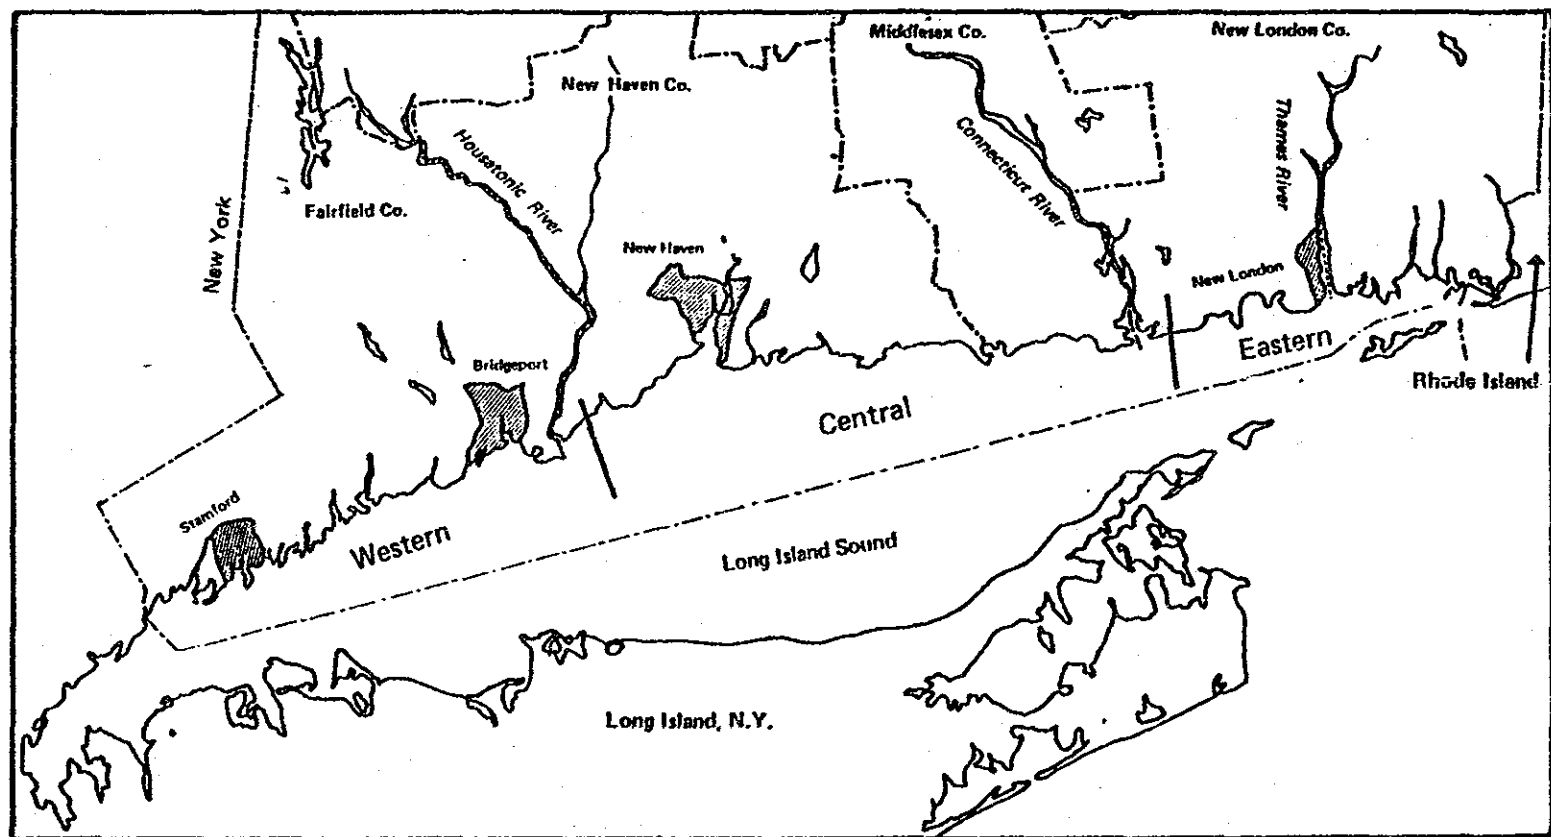 Middlesex Co.
New London Co.
New Haven Co.
Housatonic River
Connecticut River
Thames River
Fairfield Co.
New York
New Haven
New London
Eastern
Bridgeport
Rhode Island
Central
Stamford
Western
Long Island Sound
Long Island, N.Y.